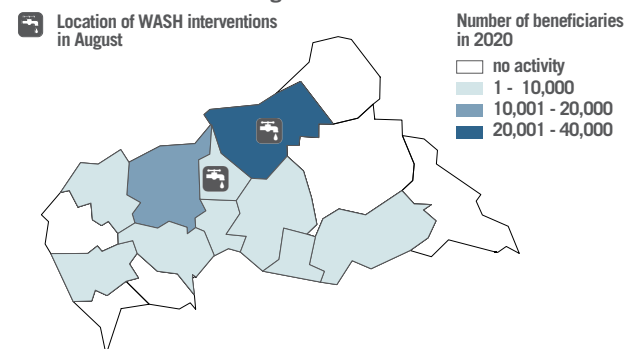 Location of WASH interventions
in August
Number of beneficiaries
in 2020
no activity
1 - 10,000
10,001 - 20,000
20,001 - 40,000